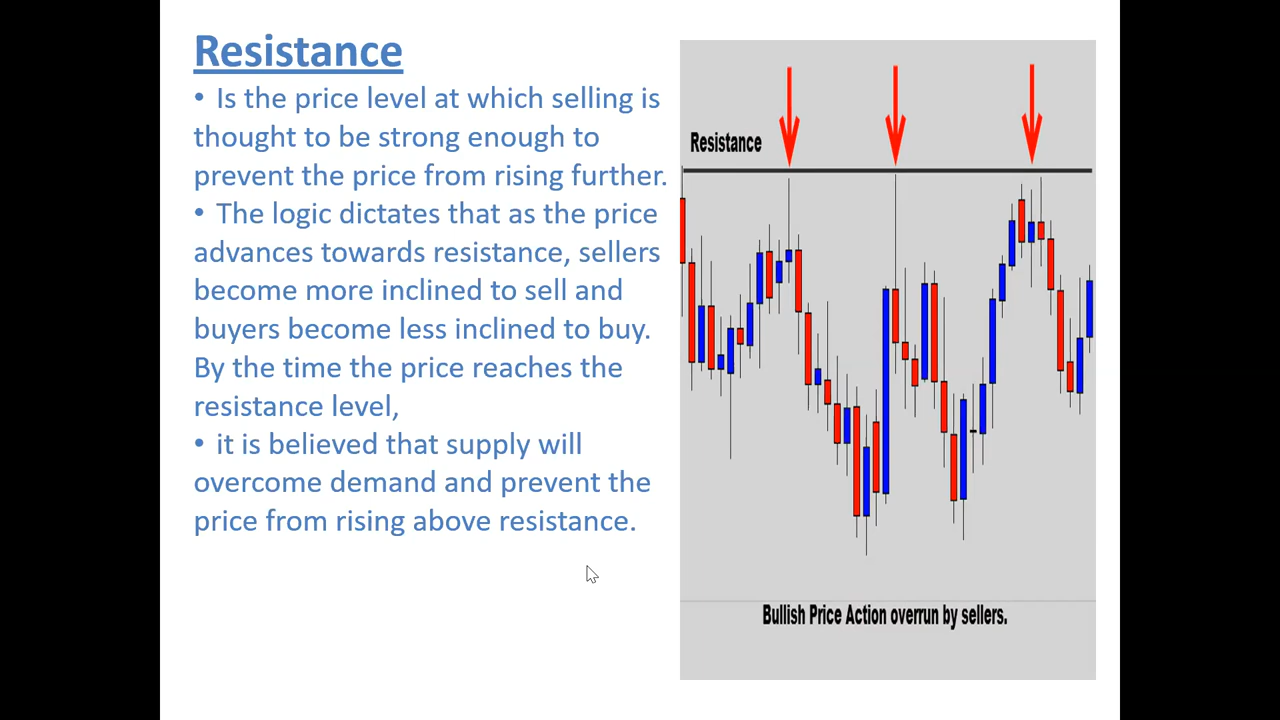 Resistance
• Is the price level at which selling is
thought to be strong enough to
prevent the price from rising further.
• The logic dictates that as the price
advances towards resistance, sellers
become more inclined to sell and
buyers become less inclined to buy.
By the time the price reaches the
resistance level,
• it is believed that supply will
overcome demand and prevent the
price from rising above resistance.
Resistance
Bullish Price Action overrun by sellers.